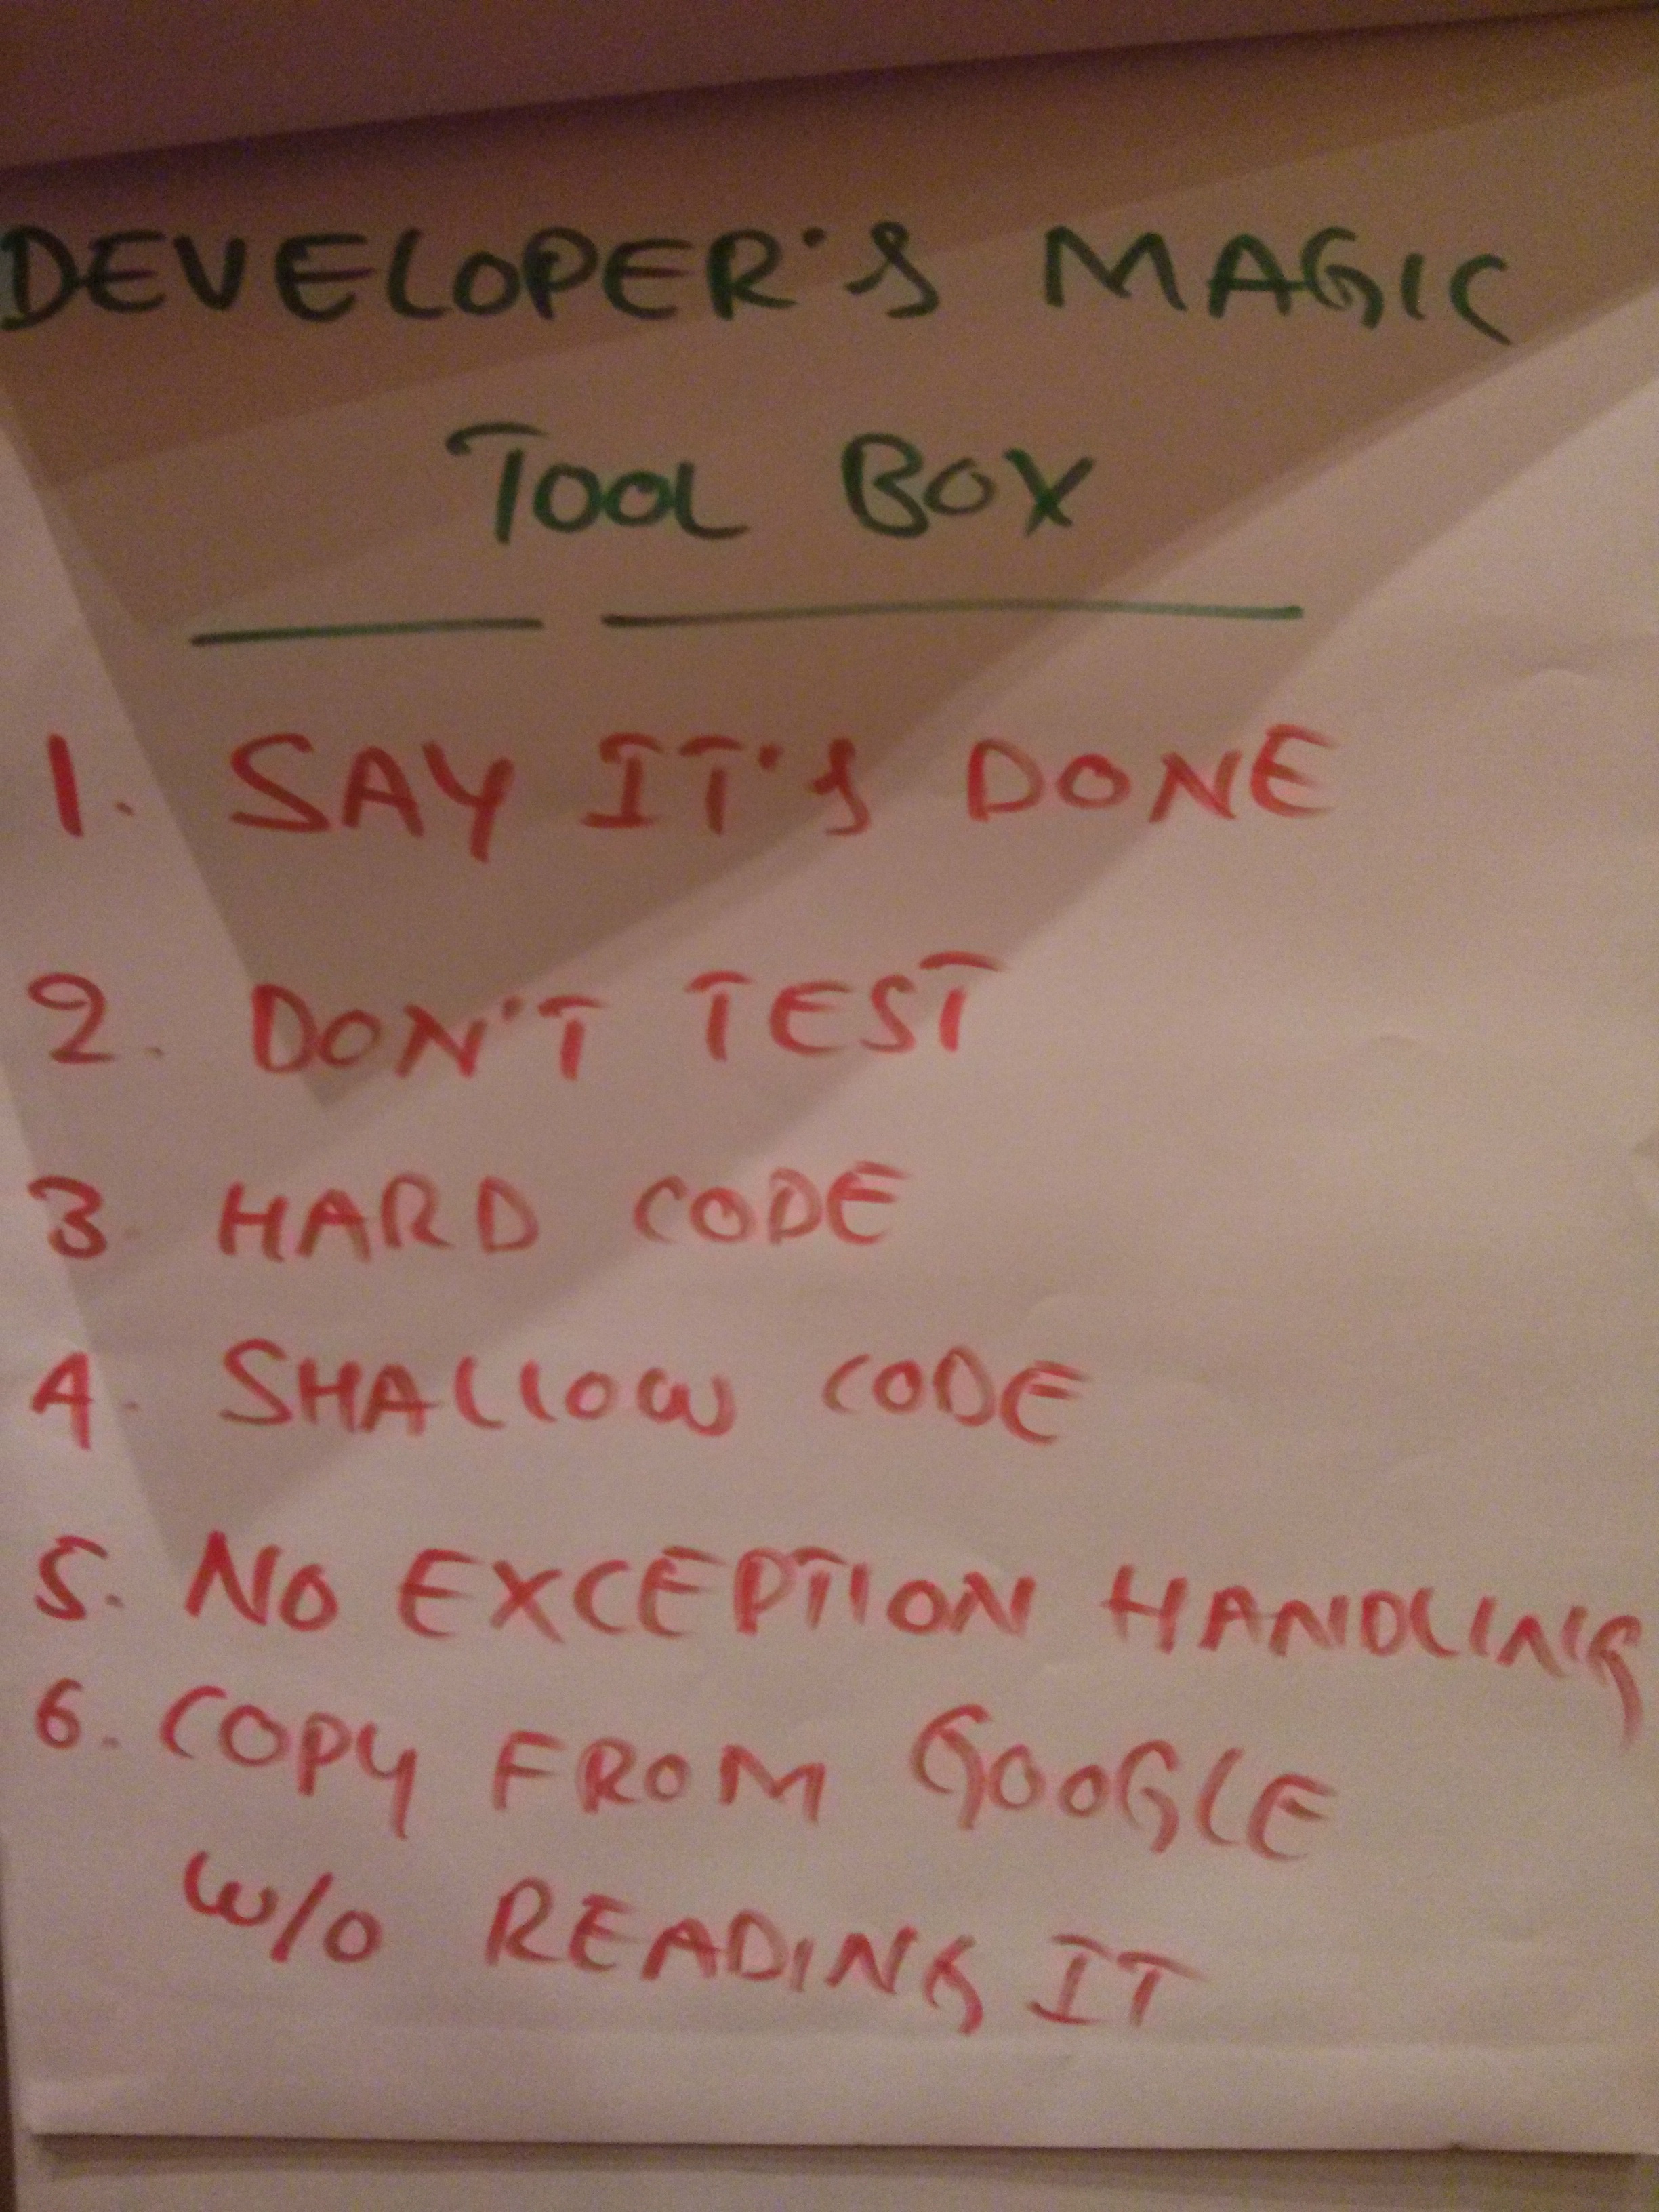 DEVELOPER'S MAGIC
TOOL BOX
1. SAY IT'S DONE
2. DON'T TEST
3. HARD CODE
4. SHALLOW CODE
5. NO EXCEPTION HANDLING
6. COPY FROM GOOGLE
W/O READING IT